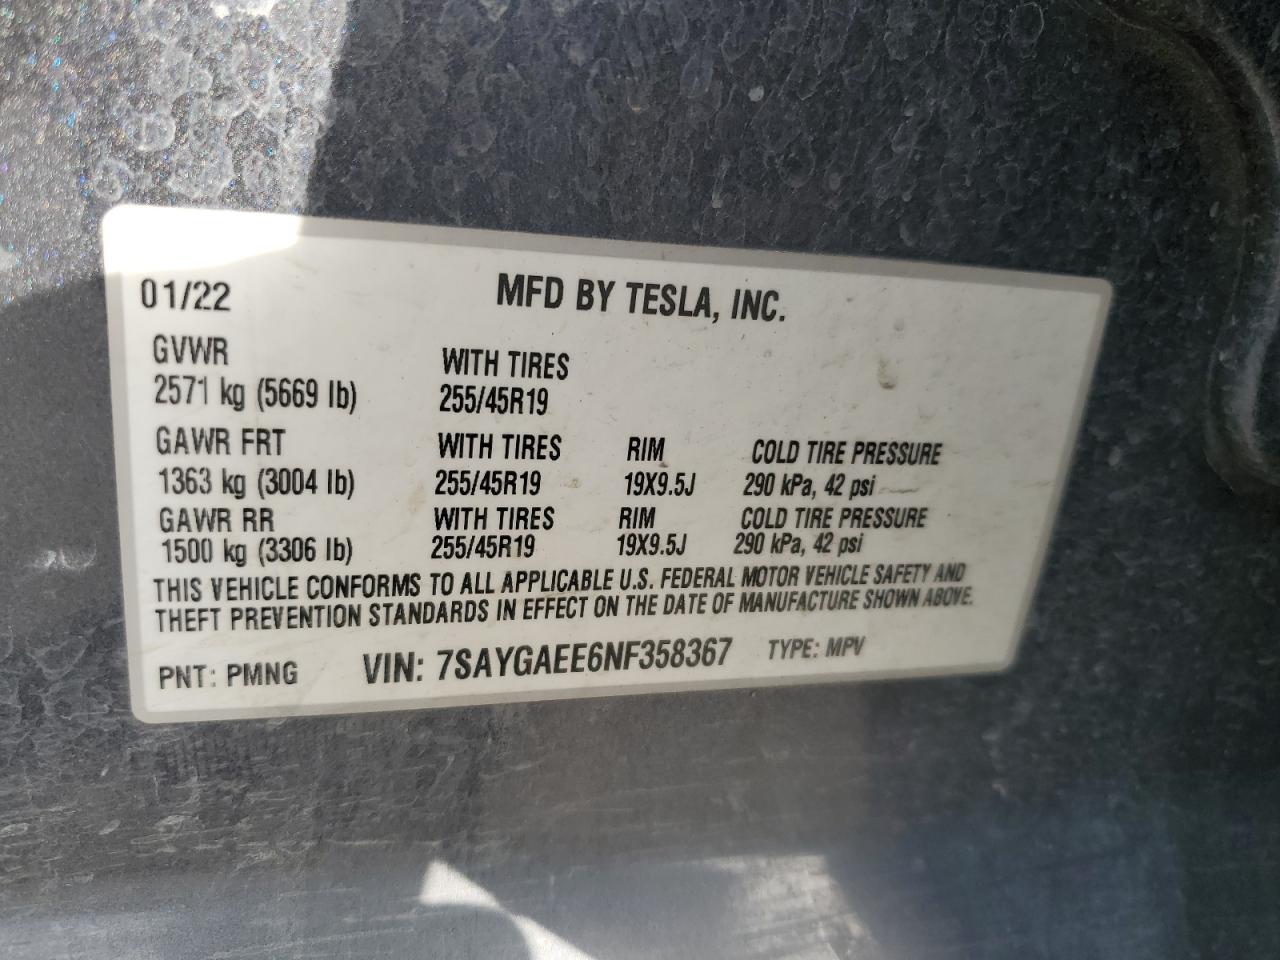 01/22 MFD BY TESLA, INC.
GVWR WITH TIRES
2571 kg (5669 lb) 255/45R19
GAWR FRT WITH TIRES RIM COLD TIRE PRESSURE
1363 kg (3004 lb) 255/45R19 19X9.5J 290 kPa, 42 psi
GAWR RR WITH TIRES RIM COLD TIRE PRESSURE
1500 kg (3306 lb) 255/45R19 19X9.5J 290 kPa, 42 psi
THIS VEHICLE CONFORMS TO ALL APPLICABLE U.S. FEDERAL MOTOR VEHICLE SAFETY AND
THEFT PREVENTION STANDARDS IN EFFECT ON THE DATE OF MANUFACTURE SHOWN ABOVE.
PNT: PMNG VIN: 7SAYGAEE6NF358367 TYPE: MPV